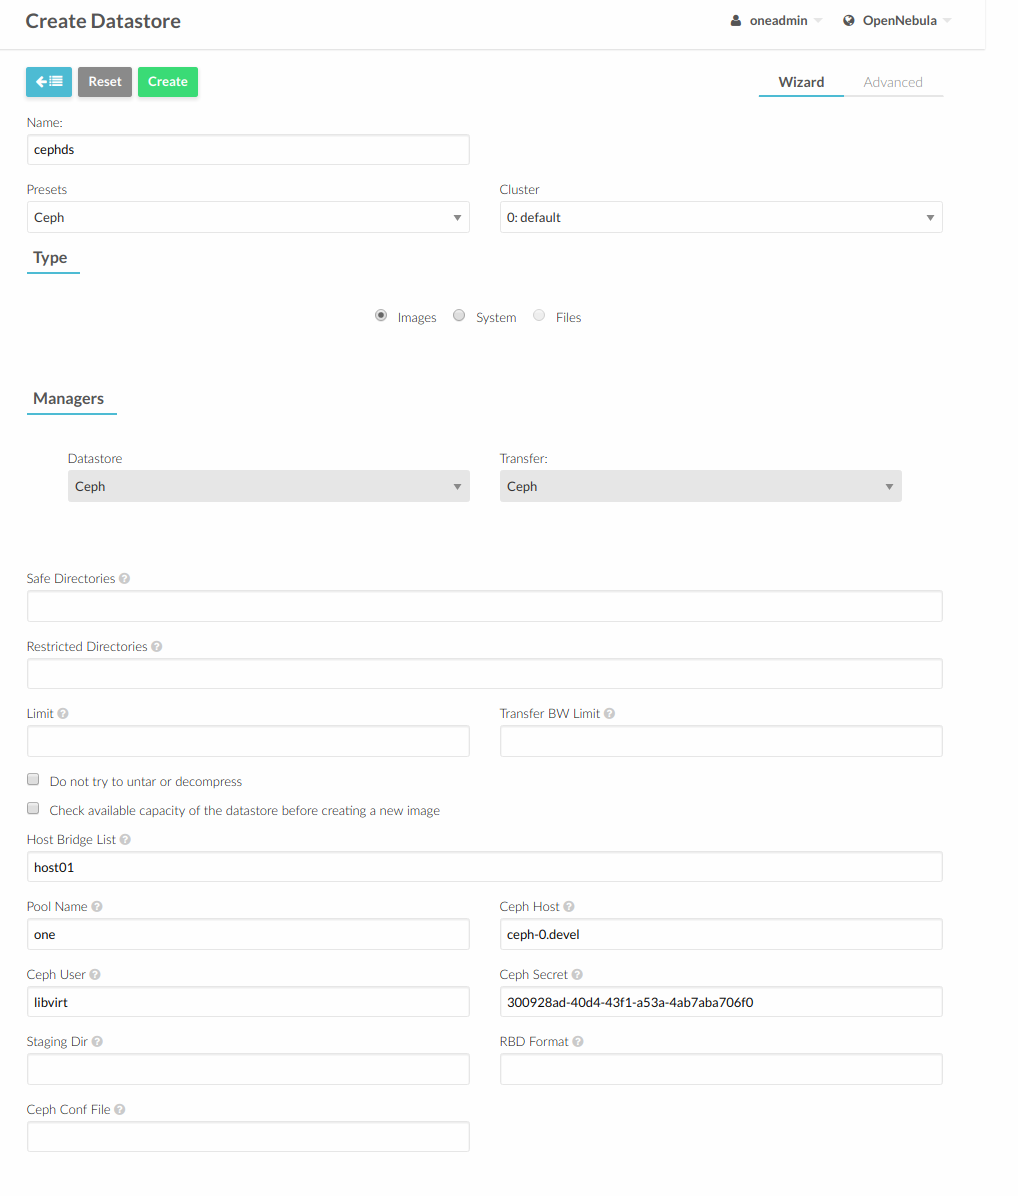 Create Datastore
oneadmin
OpenNebula
Reset
Create
Wizard
Advanced
Name:
cephds
Presets
Cluster
Ceph
0: default
Type
Images
System
Files
Managers
Datastore
Transfer:
Ceph
Ceph
Safe Directories ?
Restricted Directories ?
Limit ?
Transfer BW Limit ?
Do not try to untar or decompress
Check available capacity of the datastore before creating a new image
Host Bridge List ?
host01
Pool Name ?
Ceph Host ?
one
ceph-0.devel
Ceph User ?
Ceph Secret ?
libvirt
300928ad-40d4-43f1-a53a-4ab7aba706f0
Staging Dir ?
RBD Format ?
Ceph Conf File ?